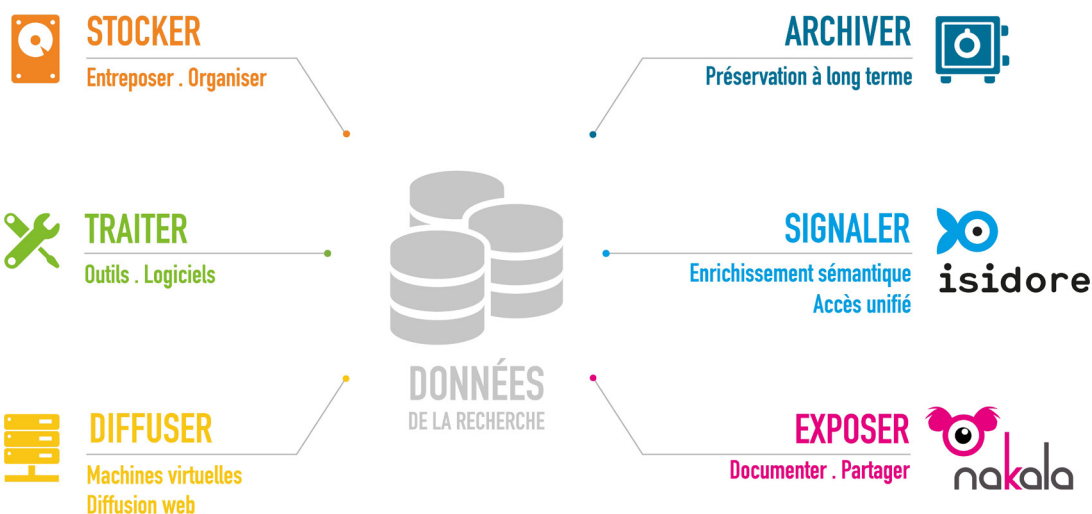 STOCKER
Entreposer . Organiser
TRAITER
Outils . Logiciels
DIFFUSER
Machines virtuelles
Diffusion web
DONNÉES
DE LA RECHERCHE
ARCHIVER
Préservation à long terme
SIGNALER
Enrichissement sémantique
Accès unifié
isidore
EXPOSER
Documenter . Partager
nakala